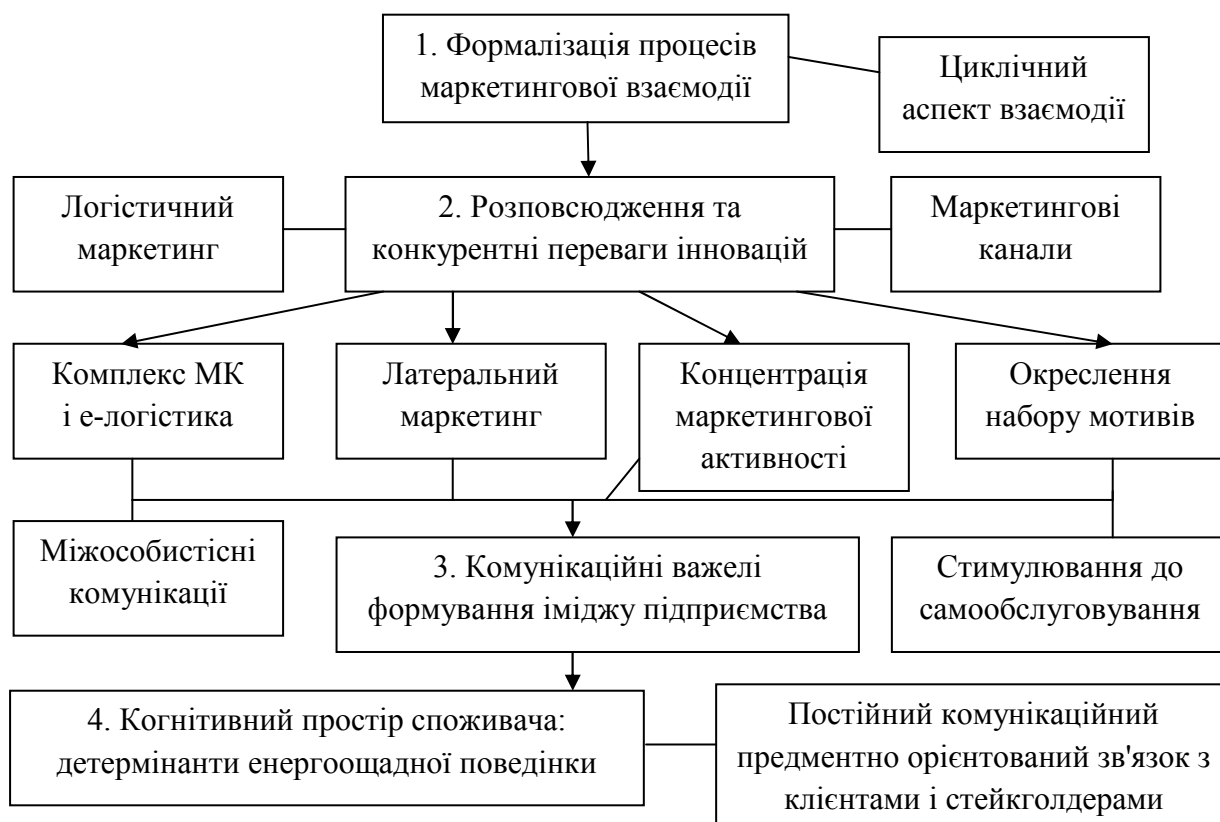 1. Формалізація процесів
маркетингової взаємодії
Циклічний
аспект взаємодії
Логістичний
маркетинг
2. Розповсюдження та
конкурентні переваги інновацій
Маркетингові
канали
Комплекс МК
і е-логістика
Латеральний
маркетинг
Концентрація
маркетингової
активності
Окреслення
набору мотивів
Міжособистісні
комунікації
3. Комунікаційні важелі
формування іміджу підприємства
Стимулювання до
самообслуговування
4. Когнітивний простір споживача:
детермінанти енергоощадної поведінки
Постійний комунікаційний
предментно орієнтований зв'язок з
клієнтами і стейкголдерами